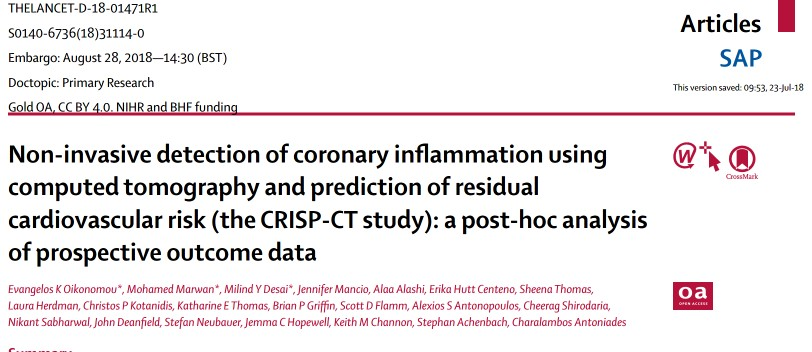 THELANCET-D-18-01471R1
S0140-6736(18)31114-0
Embargo: August 28, 2018—14:30 (BST)
Doctopic: Primary Research
Gold OA, CC BY 4.0. NIHR and BHF funding
Articles
SAP
This version saved: 09:53, 23-Jul-18
Non-invasive detection of coronary inflammation using
computed tomography and prediction of residual
cardiovascular risk (the CRISP-CT study): a post-hoc analysis
of prospective outcome data
W
CrossMark
Evangelos K Oikonomou*, Mohamed Marwan*, Milind Y Desai*, Jennifer Mancio, Alaa Alashi, Erika Hutt Centeno, Sheena Thomas,
Laura Herdman, Christos P Kotanidis, Katharine E Thomas, Brian P Griffin, Scott D Flamm, Alexios S Antonopoulos, Cheerag Shirodaria,
Nikant Sabharwal, John Deanfield, Stefan Neubauer, Jemma C Hopewell, Keith M Channon, Stephan Achenbach, Charalambos Antoniades
oa
OPEN ACCESS